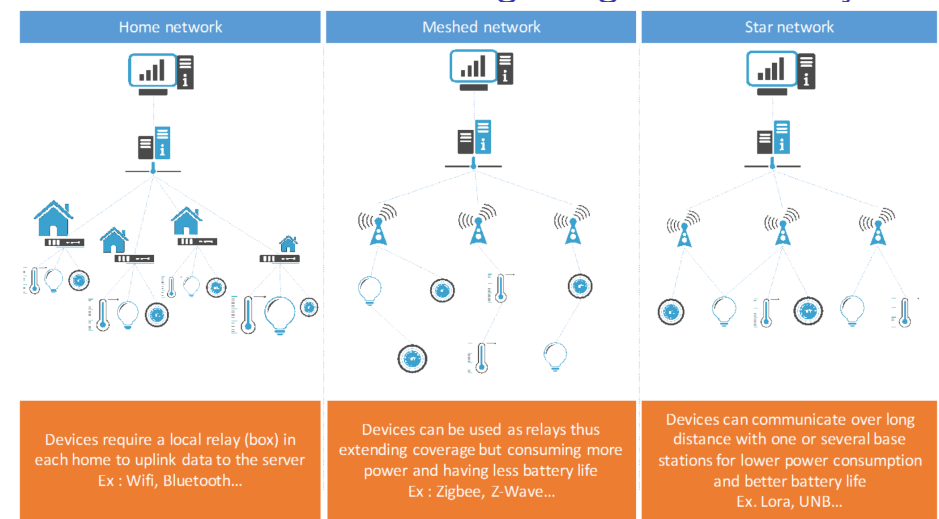 Home network
Meshed network
Star network
Devices require a local relay (box) in
each home to uplink data to the server
Ex : Wifi, Bluetooth...
Devices can be used as relays thus
extending coverage but consuming more
power and having less battery life
Ex : Zigbee, Z-Wave...
Devices can communicate over long
distance with one or several base
stations for lower power consumption
and better battery life
Ex. Lora, UNB...